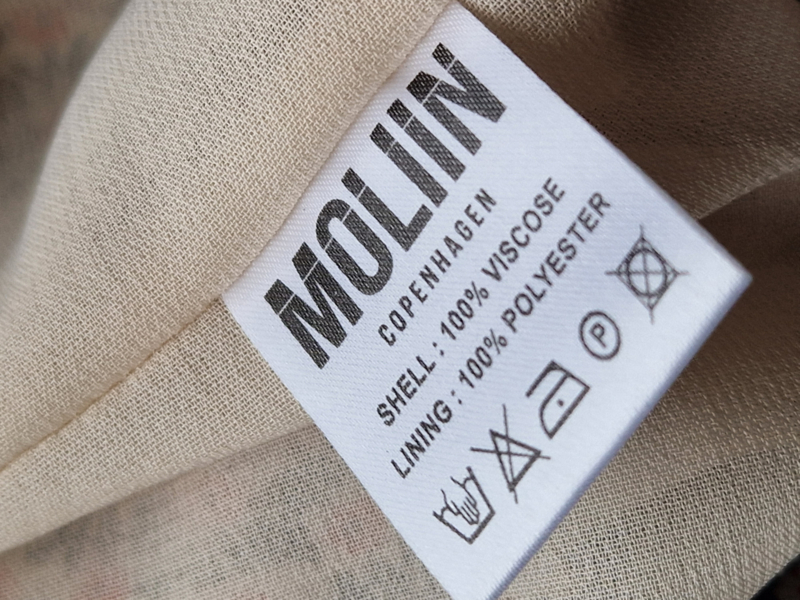 MOLIIN
COPENHAGEN
SHELL : 100% VISCOSE
LINING : 100% POLYESTER
P